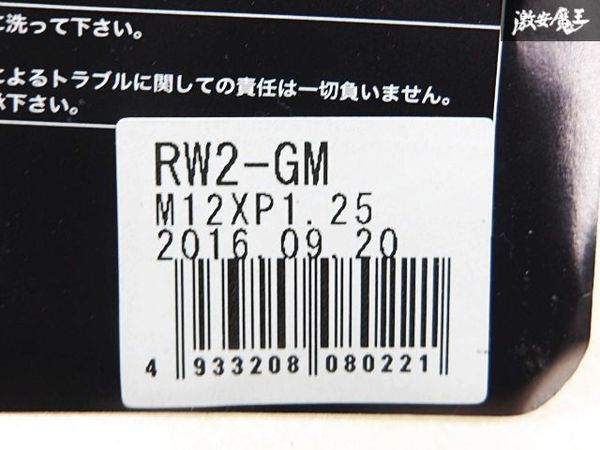 激安魔王
に洗って下さい。
によるトラブルに関しての責任は一切負いません。
承下さい。
RW2-GM
M12XP1.25
2016.09.20
4 933208 080221